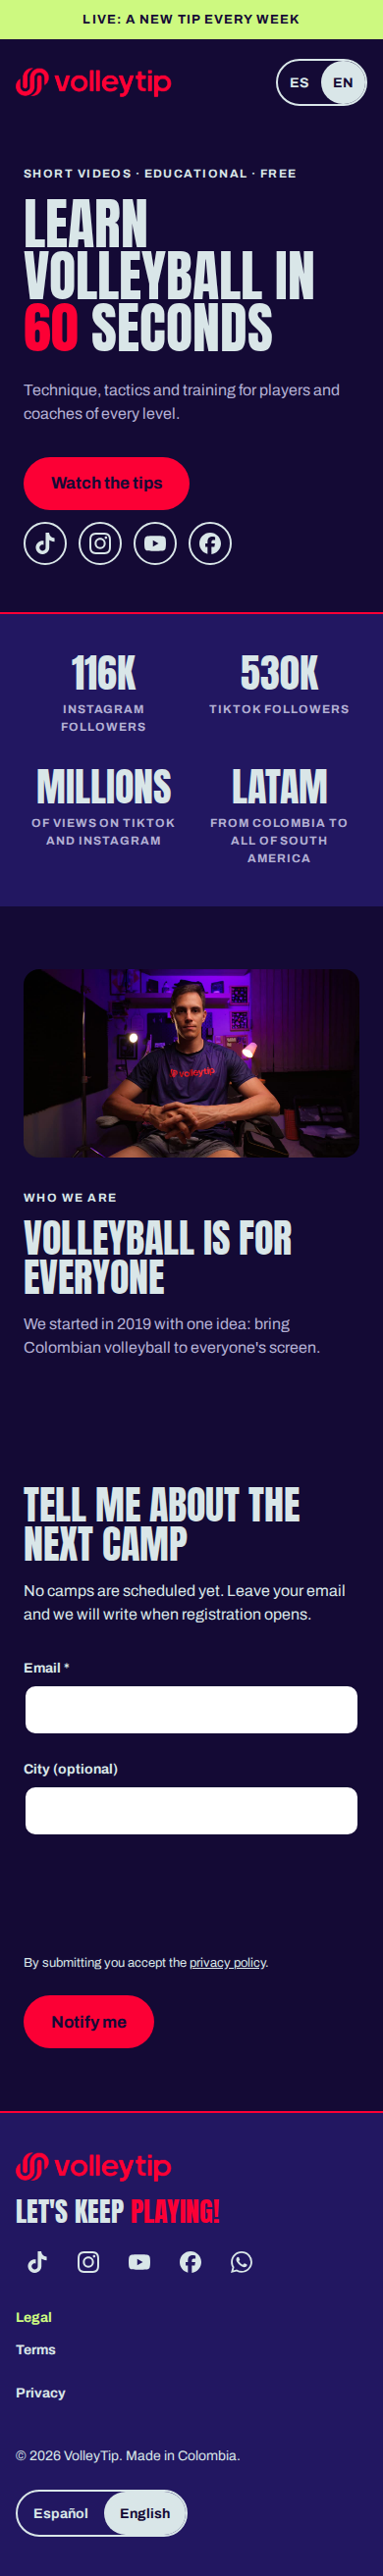 LIVE: A NEW TIP EVERY WEEK
volleytip
ES EN
SHORT VIDEOS · EDUCATIONAL · FREE
LEARN
VOLLEYBALL IN
60 SECONDS
Technique, tactics and training for players and
coaches of every level.
Watch the tips
116K
INSTAGRAM
FOLLOWERS
530K
TIKTOK FOLLOWERS
MILLIONS
OF VIEWS ON TIKTOK
AND INSTAGRAM
LATAM
FROM COLOMBIA TO
ALL OF SOUTH
AMERICA
volleytip
WHO WE ARE
VOLLEYBALL IS FOR
EVERYONE
We started in 2019 with one idea: bring
Colombian volleyball to everyone's screen.
TELL ME ABOUT THE
NEXT CAMP
No camps are scheduled yet. Leave your email
and we will write when registration opens.
Email *
City (optional)
By submitting you accept the privacy policy.
Notify me
volleytip
LET'S KEEP PLAYING!
Legal
Terms
Privacy
© 2026 VolleyTip. Made in Colombia.
Español English